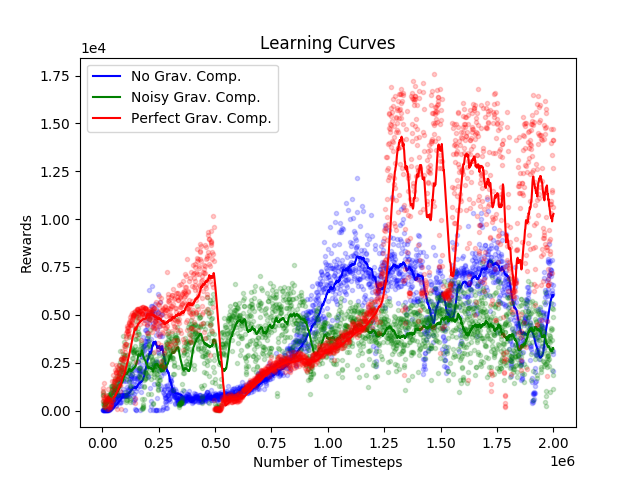 Learning Curves
1e4
No Grav. Comp.
Noisy Grav. Comp.
Perfect Grav. Comp.
1.75
1.50
1.25
1.00
0.75
0.50
0.25
0.00
Rewards
0.00 0.25 0.50 0.75 1.00 1.25 1.50 1.75 2.00
Number of Timesteps
1e6